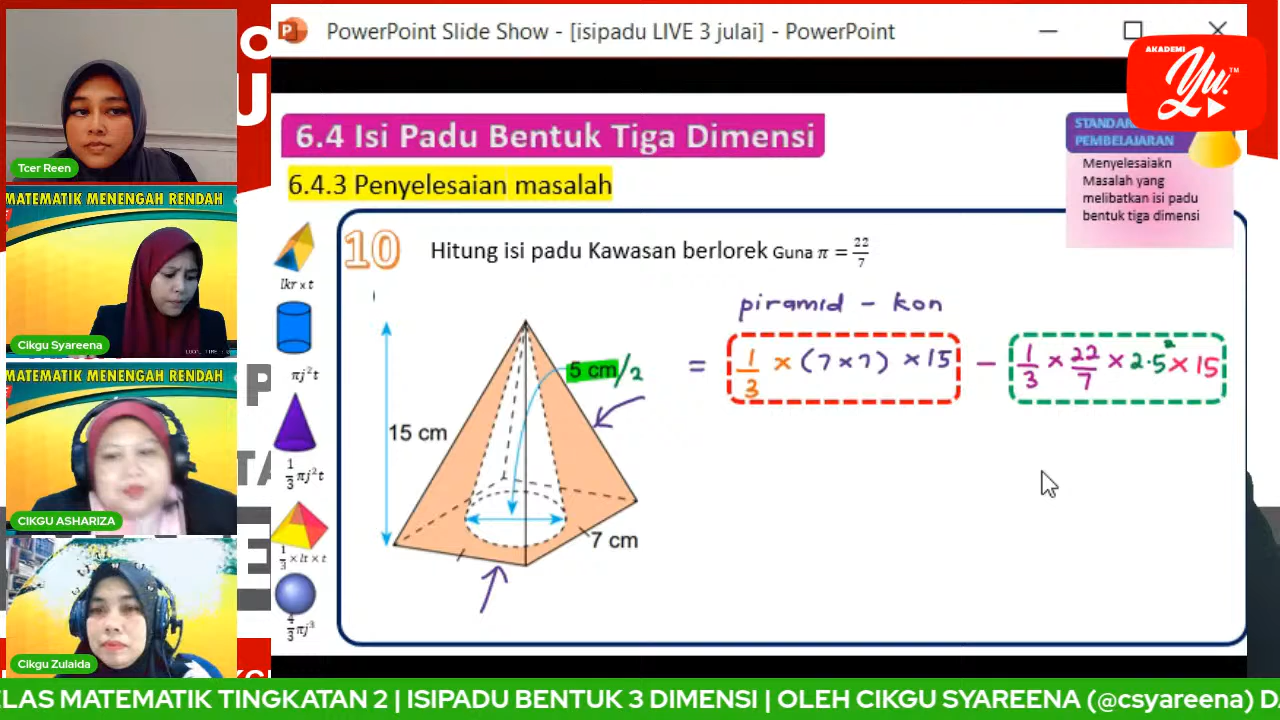 PowerPoint Slide Show - [isipadu LIVE 3 julai] - PowerPoint
AKADEMI
Yu.
TM
6.4 Isi Padu Bentuk Tiga Dimensi
6.4.3 Penyelesaian masalah
STANDAR
PEMBELAJARAN
Menyelesaiakn
Masalah yang
melibatkan isi padu
bentuk tiga dimensi
10
Hitung isi padu Kawasan berlorek Guna π = 22/7
piramid - kon
= 1/3 × (7×7) × 15 - 1/3 × 22/7 × 2.5² × 15
5 cm/2
15 cm
7 cm
lkr × t
πj²t
1/3 πj²t
1/3 × lt × t
4/3 πj³
Tcer Reen
MATEMATIK MENENGAH RENDAH
Cikgu Syareena
MATEMATIK MENENGAH RENDAH
CIKGU ASHARIZA
Cikgu Zulaida
ELAS MATEMATIK TINGKATAN 2 | ISIPADU BENTUK 3 DIMENSI | OLEH CIKGU SYAREENA (@csyareena) D